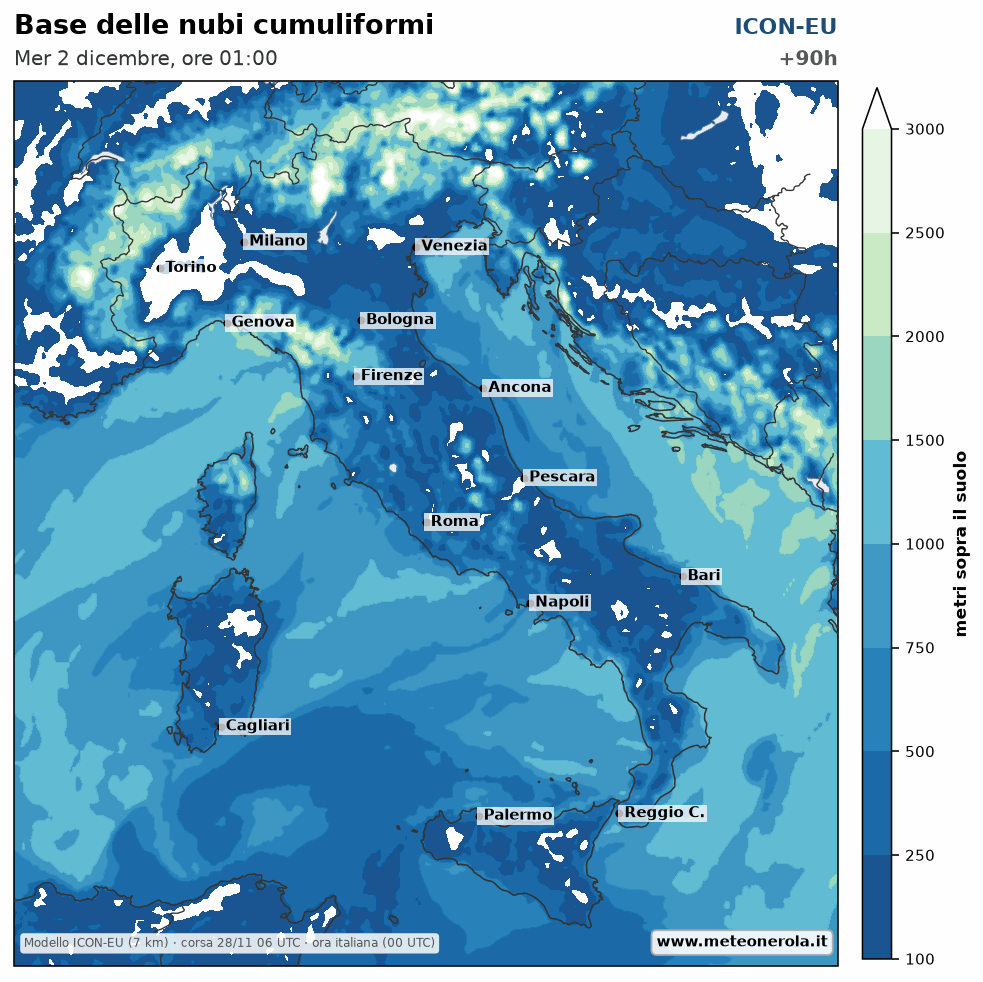 Base delle nubi cumuliformi
ICON-EU
Mer 2 dicembre, ore 01:00
+90h
3000
2500
2000
1500
1000
750
500
250
100
metri sopra il suolo
Milano
Venezia
Torino
Genova
Bologna
Firenze
Ancona
Pescara
Roma
Bari
Napoli
Cagliari
Palermo
Reggio C.
Modello ICON-EU (7 km) · corsa 28/11 06 UTC · ora italiana (00 UTC)
www.meteonerola.it